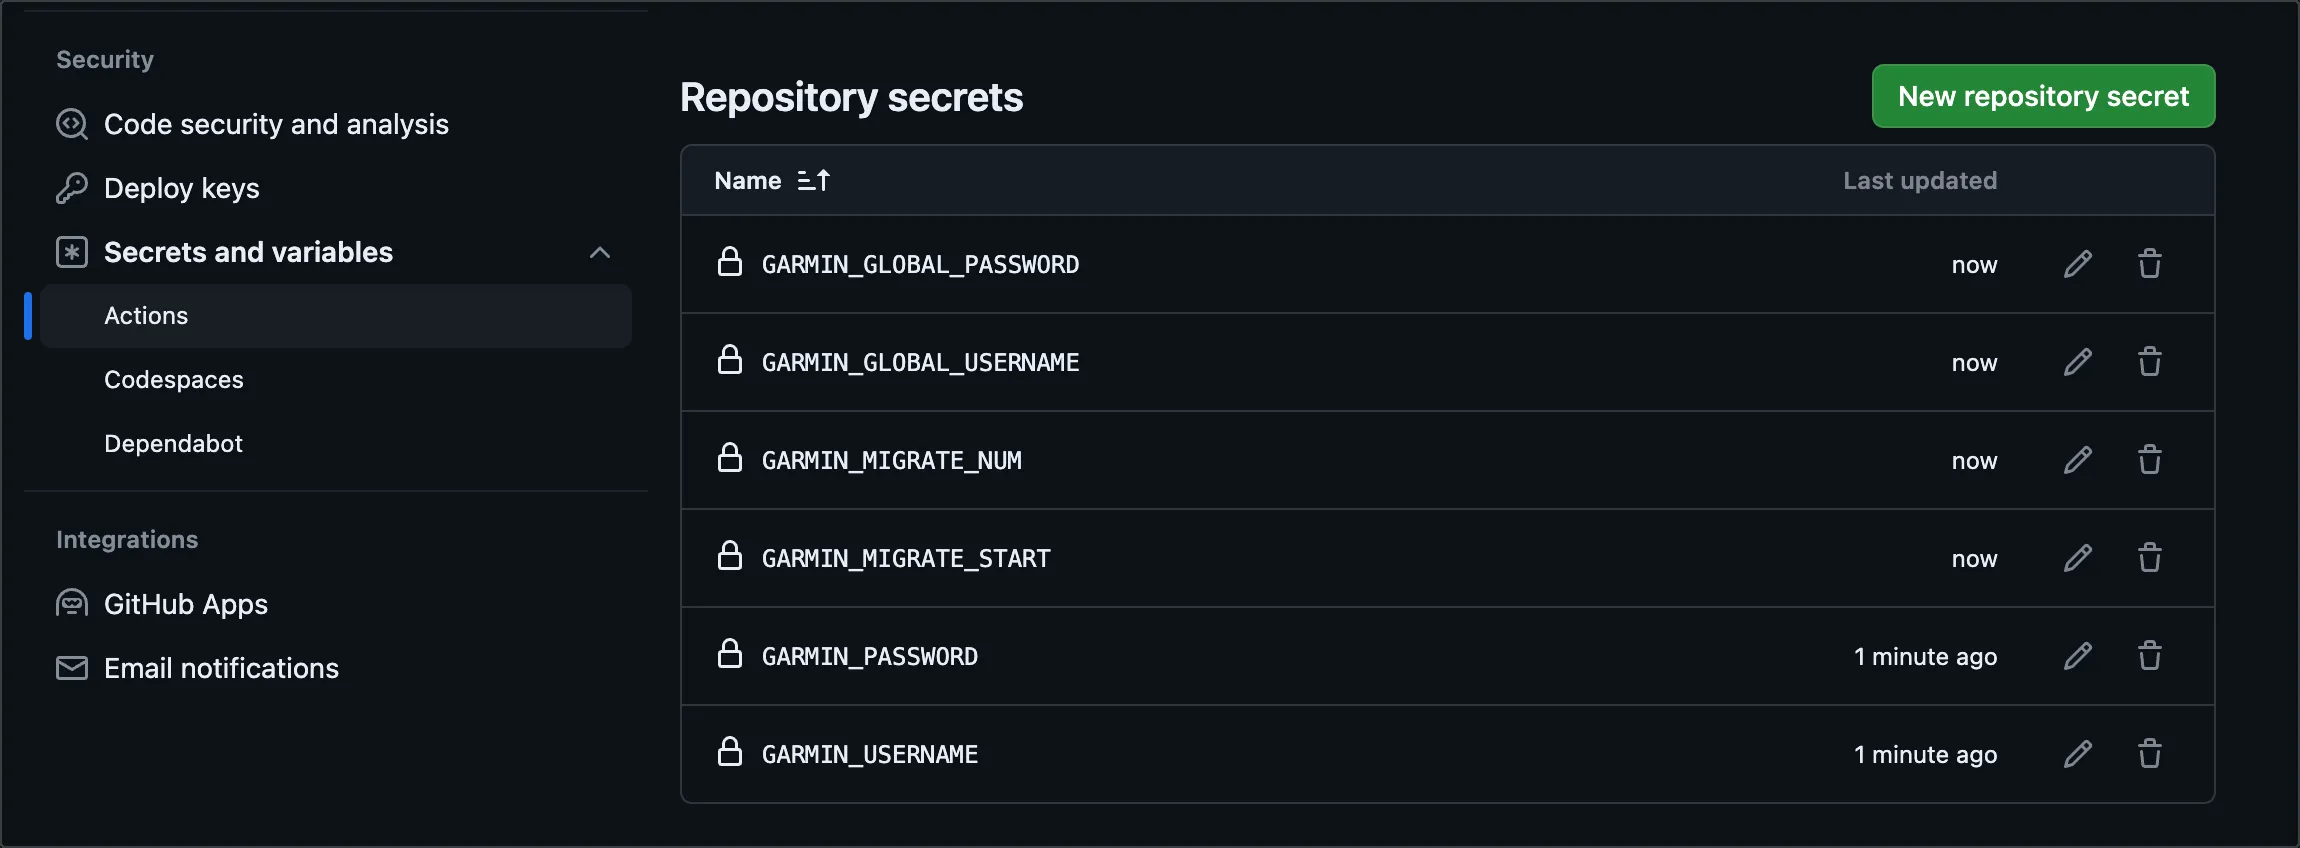 Security
Code security and analysis
Deploy keys
Secrets and variables
Actions
Codespaces
Dependabot
Integrations
GitHub Apps
Email notifications
Repository secrets
New repository secret
Name
Last updated
GARMIN_GLOBAL_PASSWORD now
GARMIN_GLOBAL_USERNAME now
GARMIN_MIGRATE_NUM now
GARMIN_MIGRATE_START now
GARMIN_PASSWORD 1 minute ago
GARMIN_USERNAME 1 minute ago